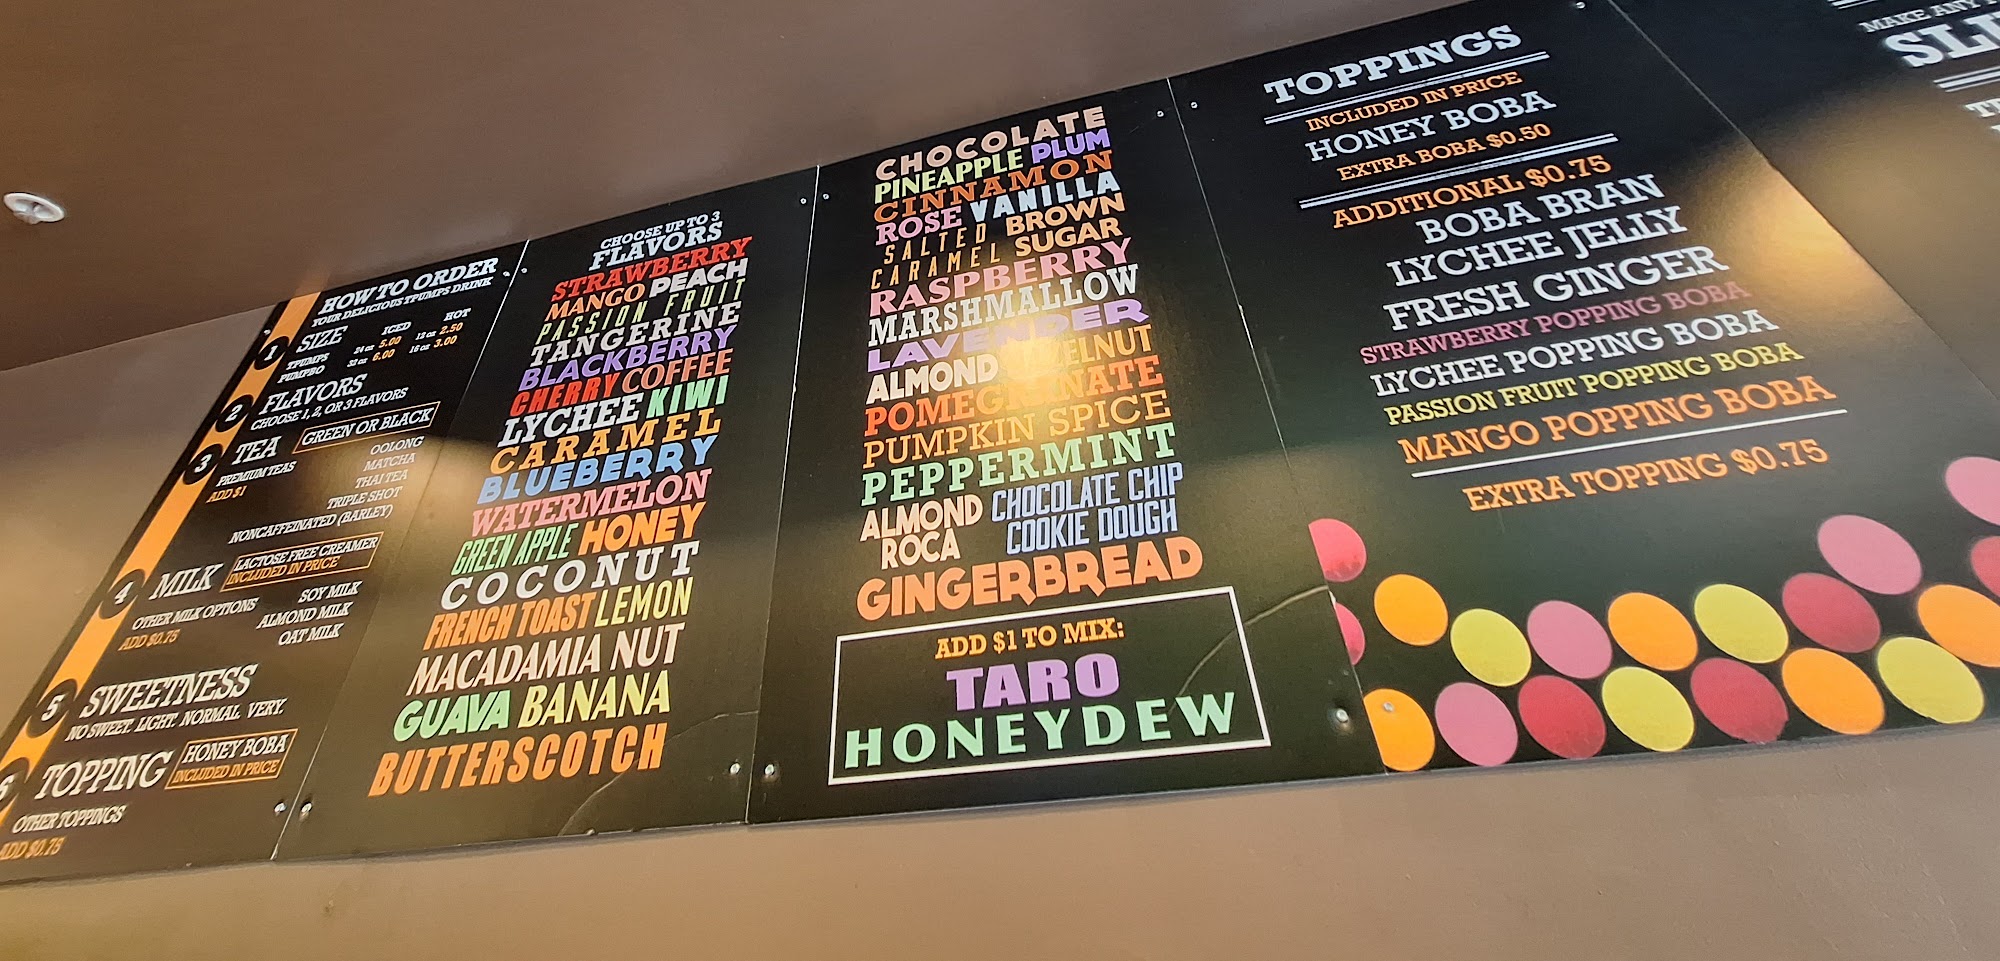 HOW TO ORDER
YOUR DELICIOUS TPUMPS DRINK
1 SIZE ICED HOT
TPUMPS 24 oz 5.00 12 oz 2.50
PUMPBO 32 oz 6.00 16 oz 3.00
2 FLAVORS
CHOOSE 1, 2, OR 3 FLAVORS
3 TEA GREEN OR BLACK
PREMIUM TEAS OOLONG
ADD $1 MATCHA
THAI TEA
TRIPLE SHOT
NONCAFFEINATED (BARLEY)
4 MILK LACTOSE FREE CREAMER
INCLUDED IN PRICE
OTHER MILK OPTIONS SOY MILK
ADD $0.75 ALMOND MILK
OAT MILK
5 SWEETNESS
NO SWEET. LIGHT. NORMAL. VERY.
6 TOPPING HONEY BOBA
INCLUDED IN PRICE
OTHER TOPPINGS
ADD $0.75
CHOOSE UP TO 3
FLAVORS
STRAWBERRY
MANGO PEACH
PASSION FRUIT
TANGERINE
BLACKBERRY
CHERRY COFFEE
LYCHEE KIWI
CARAMEL
BLUEBERRY
WATERMELON
GREEN APPLE HONEY
COCONUT
FRENCH TOAST LEMON
MACADAMIA NUT
GUAVA BANANA
BUTTERSCOTCH
CHOCOLATE
PINEAPPLE PLUM
CINNAMON
ROSE VANILLA
SALTED BROWN
CARAMEL SUGAR
RASPBERRY
MARSHMALLOW
LAVENDER
ALMOND HAZELNUT
POMEGRANATE
PUMPKIN SPICE
PEPPERMINT
ALMOND CHOCOLATE CHIP
ROCA COOKIE DOUGH
GINGERBREAD
ADD $1 TO MIX:
TARO
HONEYDEW
TOPPINGS
INCLUDED IN PRICE
HONEY BOBA
EXTRA BOBA $0.50
ADDITIONAL $0.75
BOBA BRAN
LYCHEE JELLY
FRESH GINGER
STRAWBERRY POPPING BOBA
LYCHEE POPPING BOBA
PASSION FRUIT POPPING BOBA
MANGO POPPING BOBA
EXTRA TOPPING $0.75
MAKE ANY